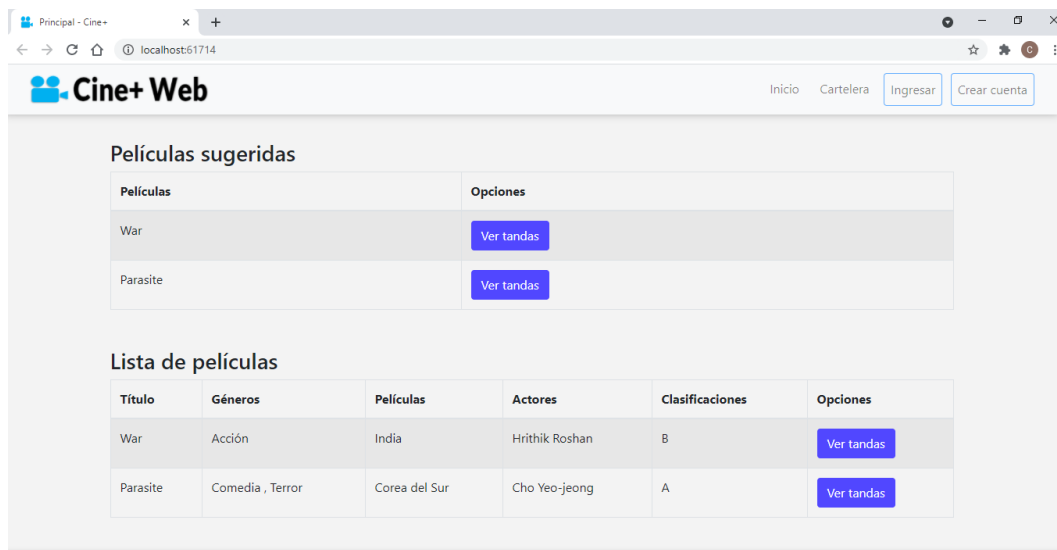 Principal - Cine+
localhost:61714
C
Cine+ Web
Inicio Cartelera Ingresar Crear cuenta
Películas sugeridas
Películas Opciones
War Ver tandas
Parasite Ver tandas
Lista de películas
Título Géneros Películas Actores Clasificaciones Opciones
War Acción India Hrithik Roshan B Ver tandas
Parasite Comedia , Terror Corea del Sur Cho Yeo-jeong A Ver tandas